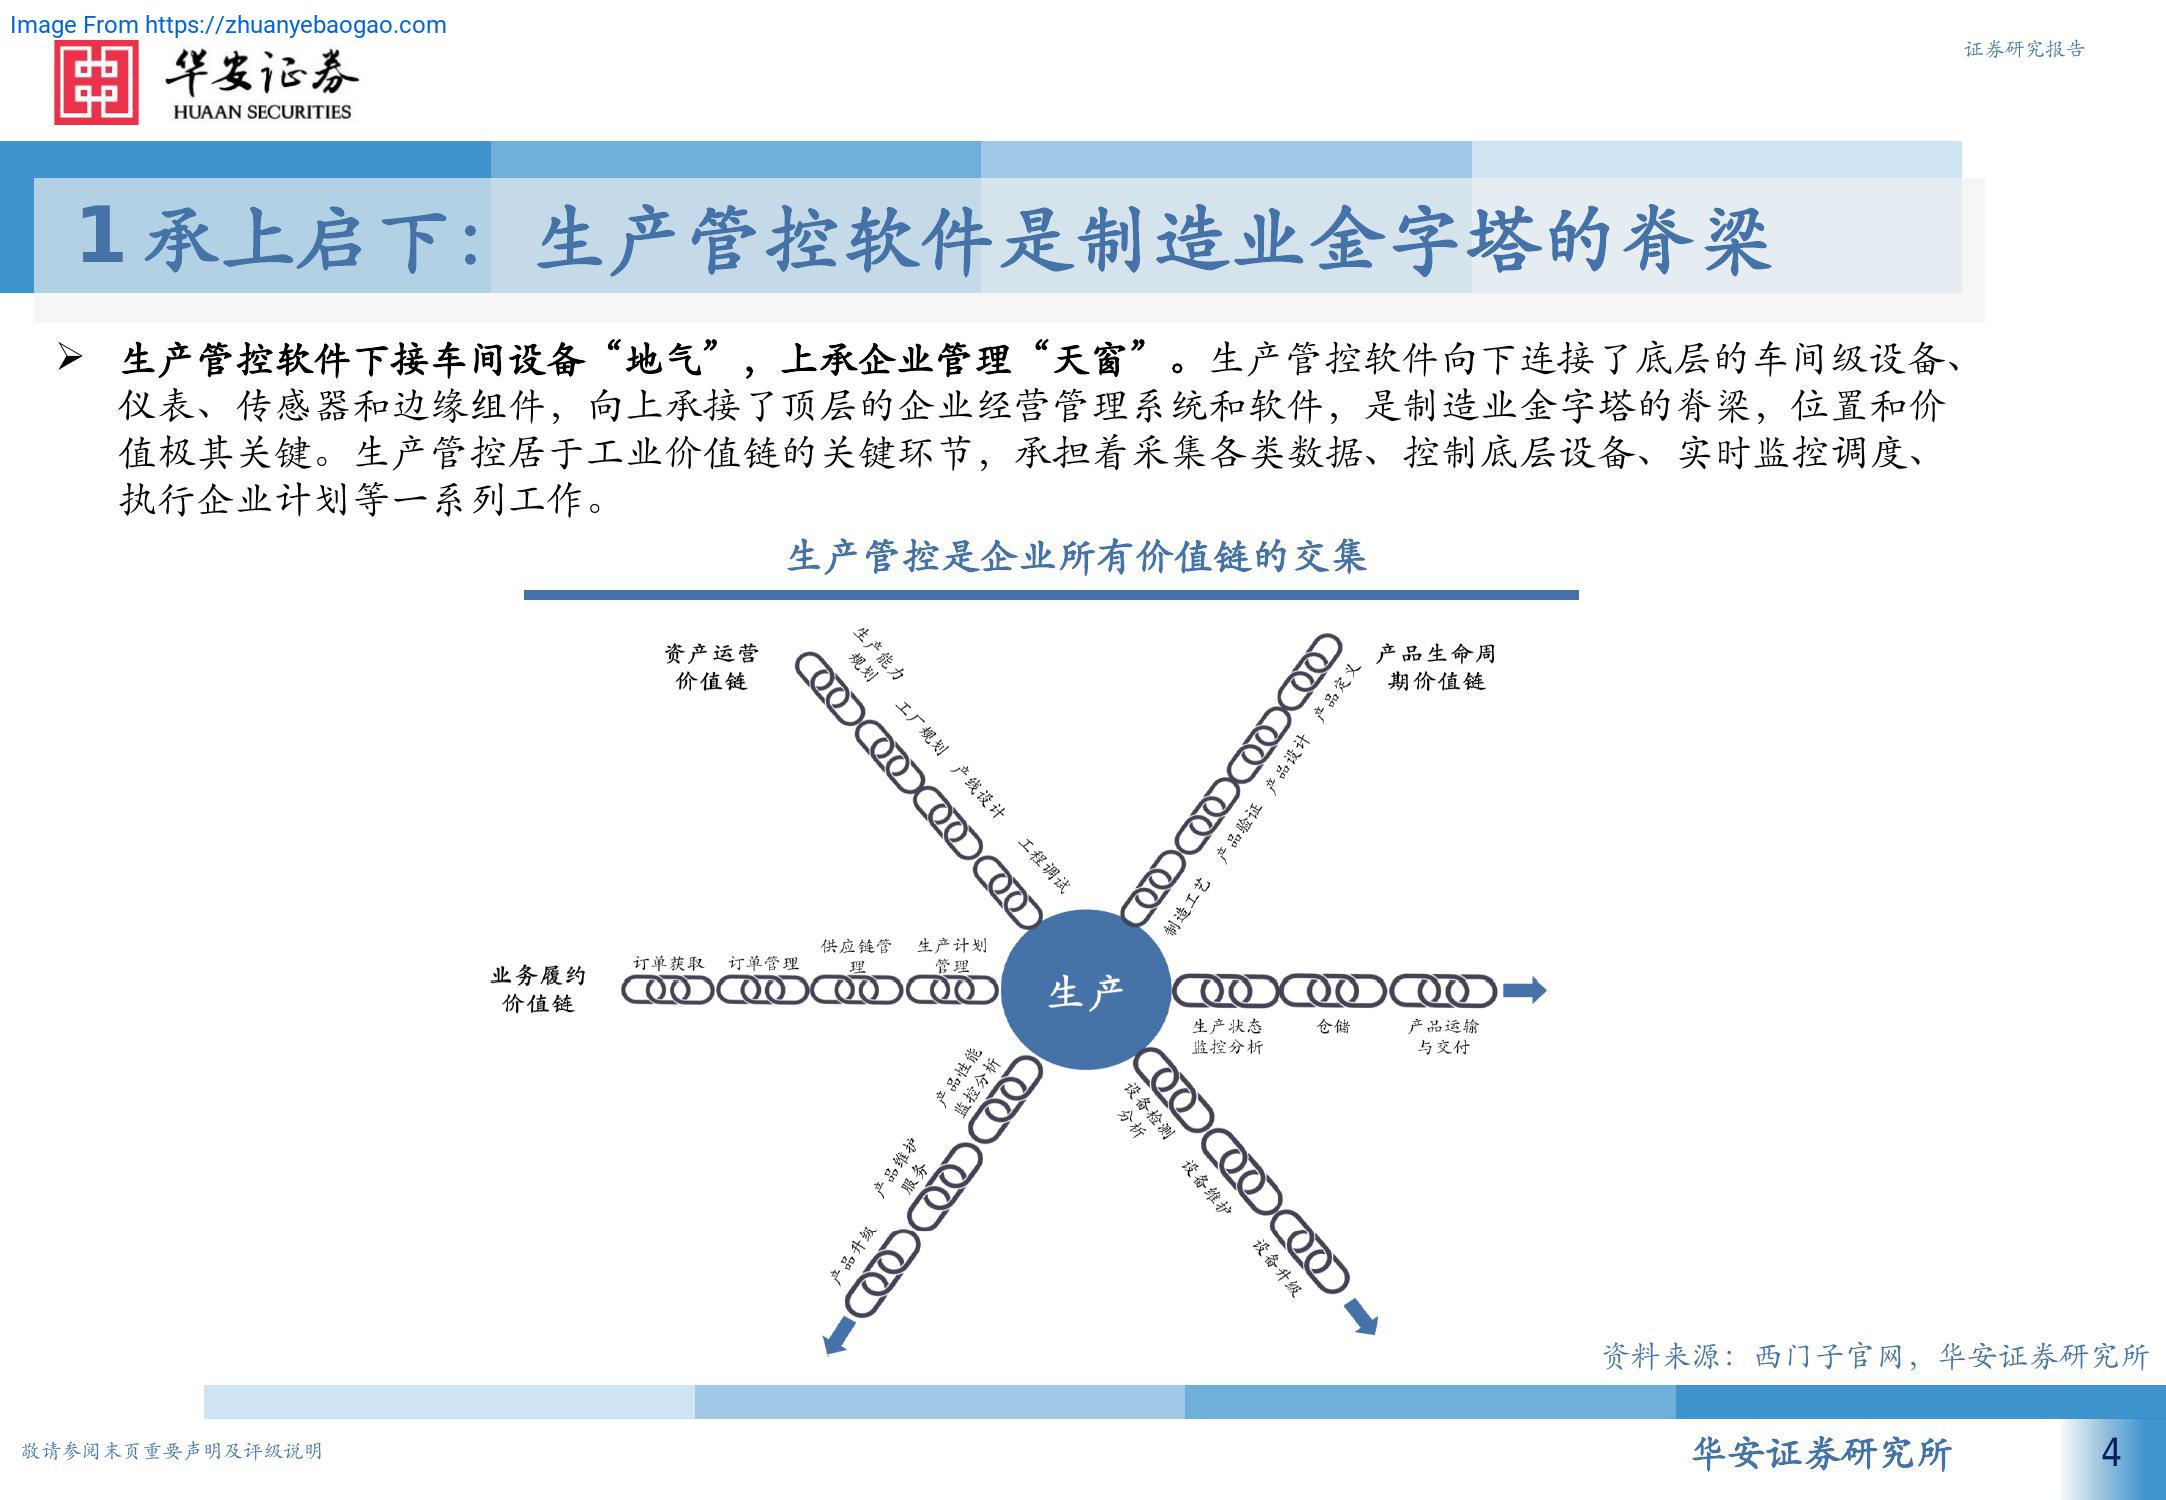 Image From https://zhuanyebaogao.com
华安证券
HUAAN SECURITIES
证券研究报告
1 承上启下：生产管控软件是制造业金字塔的脊梁
➢ 生产管控软件下接车间设备“地气”，上承企业管理“天窗”。生产管控软件向下连接了底层的车间级设备、
仪表、传感器和边缘组件，向上承接了顶层的企业经营管理系统和软件，是制造业金字塔的脊梁，位置和价
值极其关键。生产管控居于工业价值链的关键环节，承担着采集各类数据、控制底层设备、实时监控调度、
执行企业计划等一系列工作。
生产管控是企业所有价值链的交集
资产运营
价值链
生产能力
规划
工厂规划
产线设计
工程调试
产品生命周
期价值链
产品定义
产品设计
产品验证
制造工艺
业务履约
价值链
订单获取
订单管理
供应链管
理
生产计划
管理
生产
生产状态
监控分析
仓储
产品运输
与交付
产品性能
监控分析
产品维护
服务
产品升级
设备检测
分析
设备维护
设备升级
资料来源：西门子官网，华安证券研究所
敬请参阅末页重要声明及评级说明
华安证券研究所
4